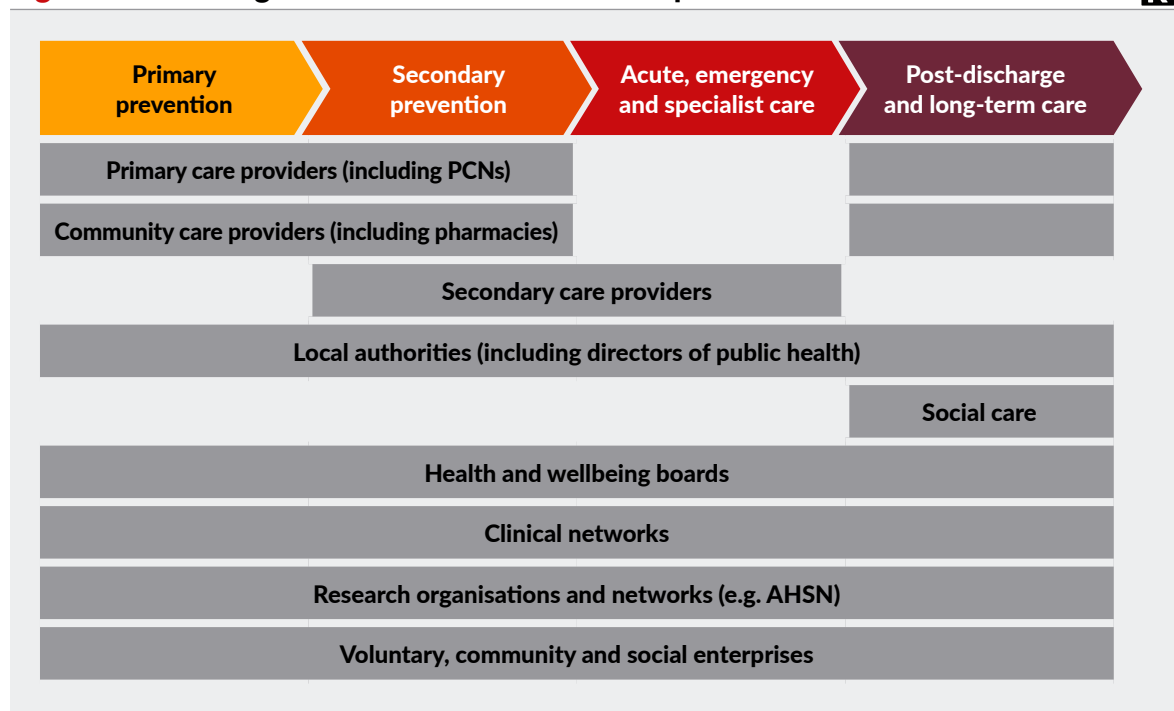 Primary
prevention
Secondary
prevention
Acute, emergency
and specialist care
Post-discharge
and long-term care
Primary care providers (including PCNs)
Community care providers (including pharmacies)
Secondary care providers
Local authorities (including directors of public health)
Social care
Health and wellbeing boards
Clinical networks
Research organisations and networks (e.g. AHSN)
Voluntary, community and social enterprises